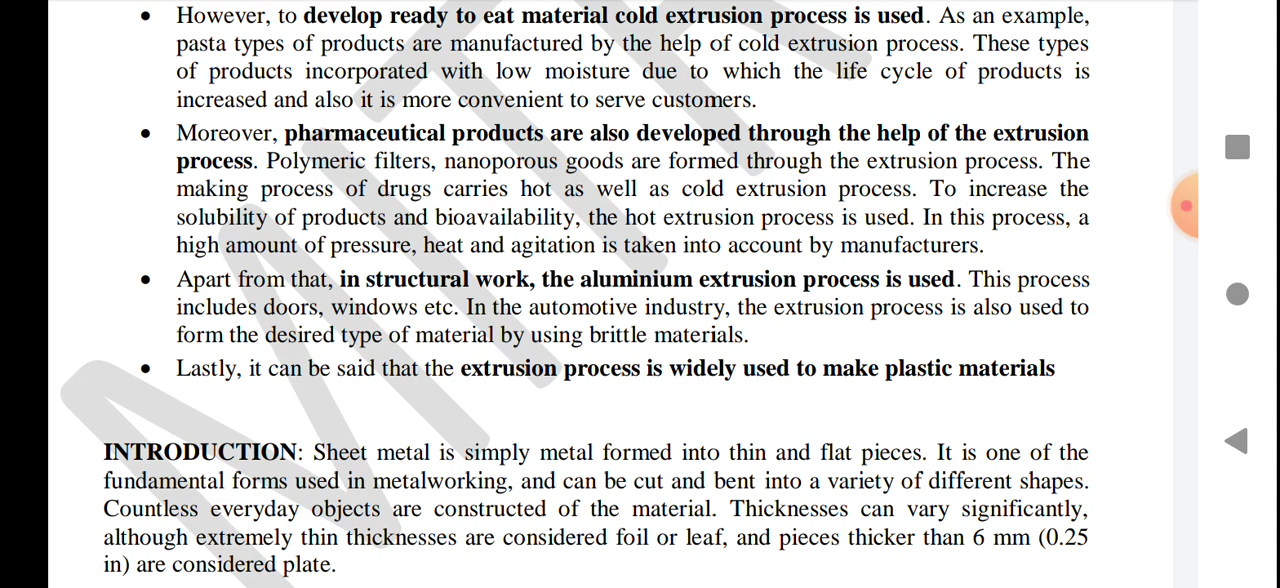 • However, to develop ready to eat material cold extrusion process is used. As an example,
pasta types of products are manufactured by the help of cold extrusion process. These types
of products incorporated with low moisture due to which the life cycle of products is
increased and also it is more convenient to serve customers.
• Moreover, pharmaceutical products are also developed through the help of the extrusion
process. Polymeric filters, nanoporous goods are formed through the extrusion process. The
making process of drugs carries hot as well as cold extrusion process. To increase the
solubility of products and bioavailability, the hot extrusion process is used. In this process, a
high amount of pressure, heat and agitation is taken into account by manufacturers.
• Apart from that, in structural work, the aluminium extrusion process is used. This process
includes doors, windows etc. In the automotive industry, the extrusion process is also used to
form the desired type of material by using brittle materials.
• Lastly, it can be said that the extrusion process is widely used to make plastic materials
INTRODUCTION: Sheet metal is simply metal formed into thin and flat pieces. It is one of the
fundamental forms used in metalworking, and can be cut and bent into a variety of different shapes.
Countless everyday objects are constructed of the material. Thicknesses can vary significantly,
although extremely thin thicknesses are considered foil or leaf, and pieces thicker than 6 mm (0.25
in) are considered plate.